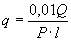 q = 0,01Q / P · l